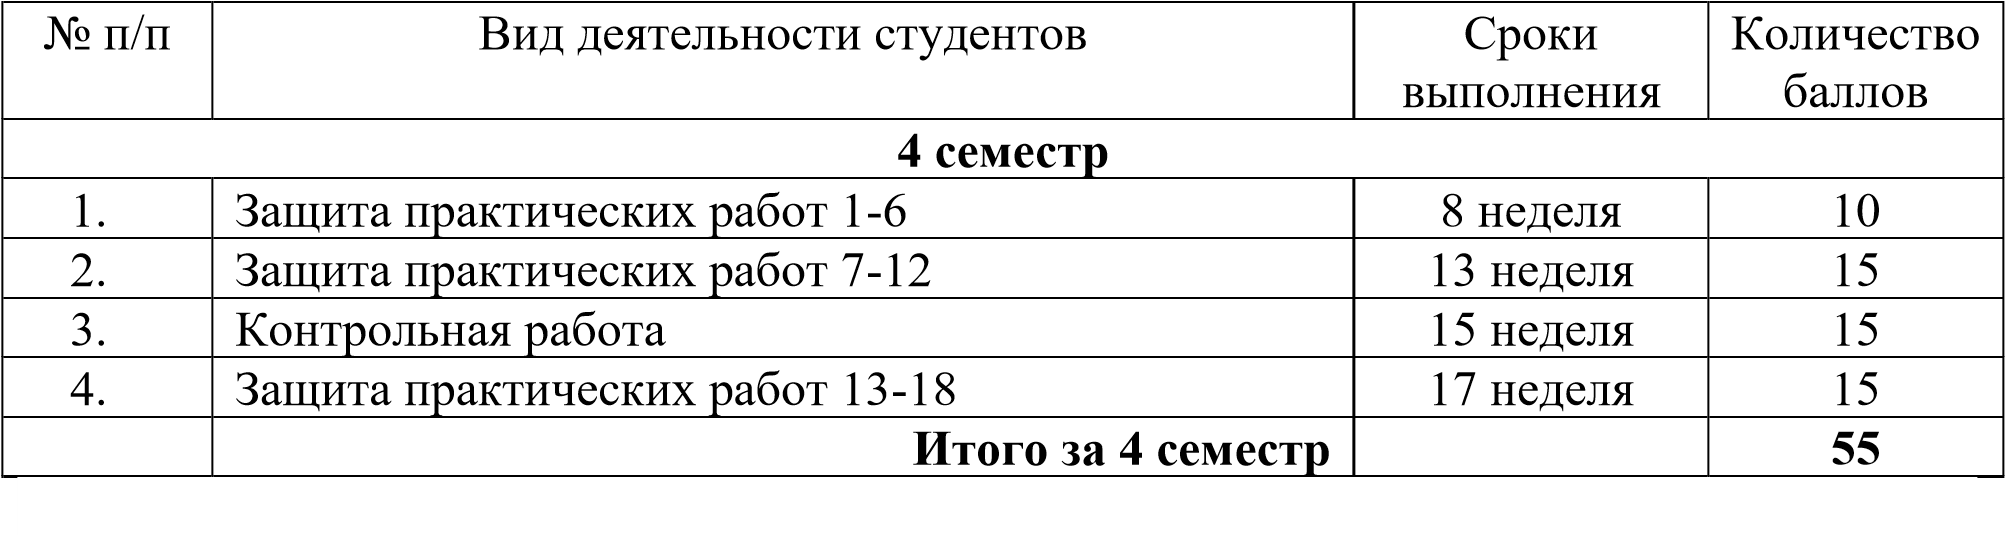 № п/п Вид деятельности студентов Сроки выполнения Количество баллов
4 семестр
1. Защита практических работ 1-6 8 неделя 10
2. Защита практических работ 7-12 13 неделя 15
3. Контрольная работа 15 неделя 15
4. Защита практических работ 13-18 17 неделя 15
Итого за 4 семестр 55